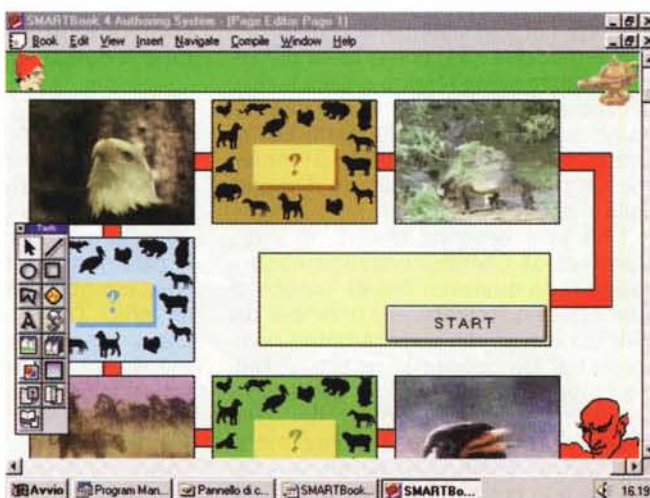 SMARTBook 4 Authoring System - [Page Editor Page 1]
Book Edit View Insert Navigate Compile Window Help
?
Tools
?
START
A
?
Avvio Program Man... Pannello di c... SMARTBook... SMARTBo... 16.19